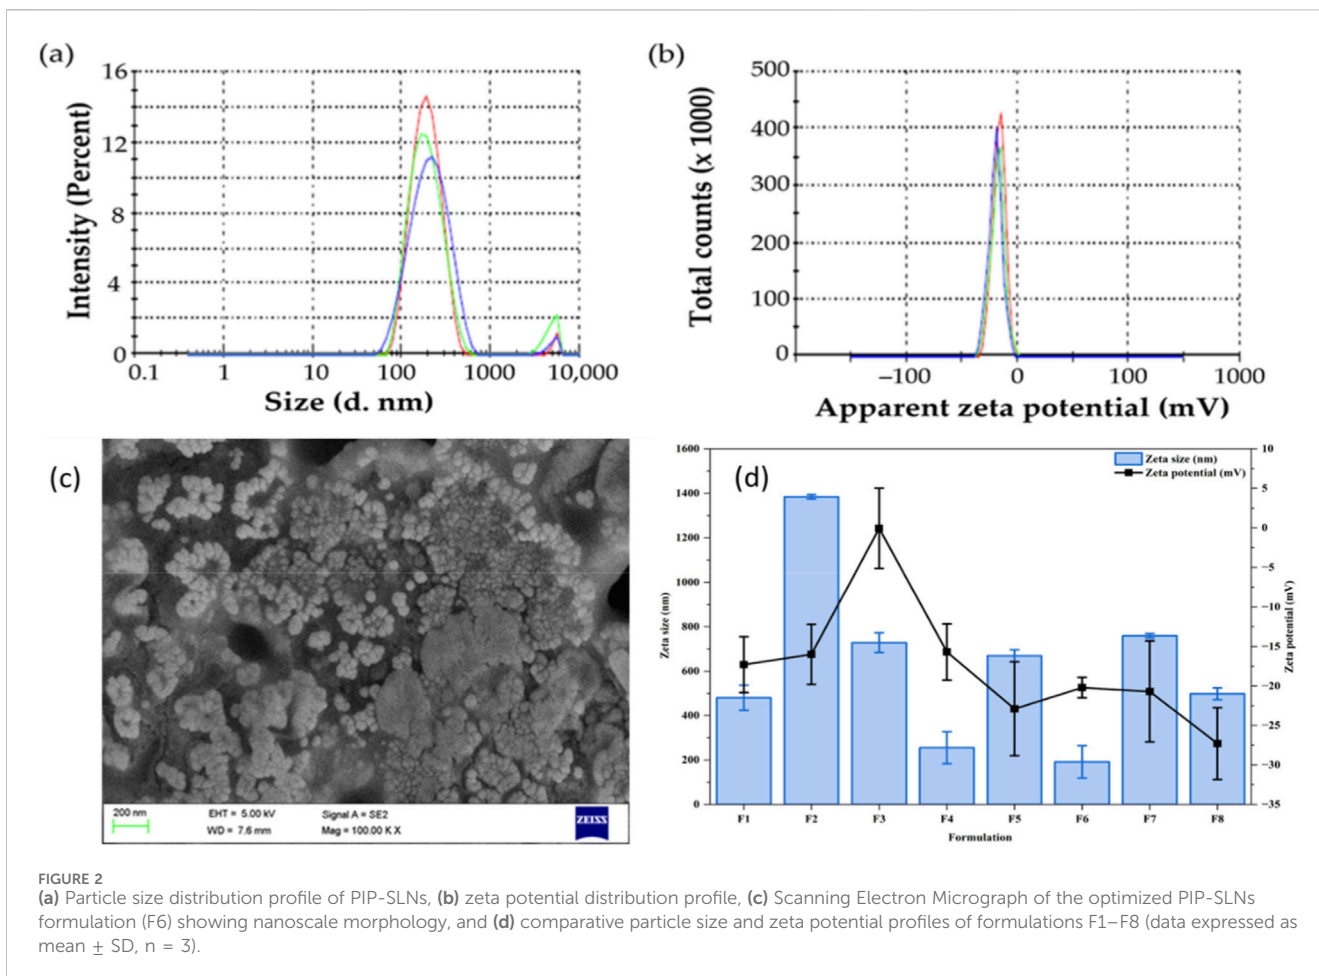 (a)
16
12
8
4
0
Intensity (Percent)
0.1 1 10 100 1000 10,000
Size (d. nm)
(b)
500
400
300
200
100
0
Total counts (x 1000)
−100 0 100 1000
Apparent zeta potential (mV)
(c)
200 nm
EHT = 5.00 kV
WD = 7.6 mm
Signal A = SE2
Mag = 100.00 K X
ZEISS
(d)
Zeta size (nm)
Zeta potential (mV)
1600
1400
1200
1000
800
600
400
200
0
Zeta size (nm)
10
5
0
−5
−10
−15
−20
−25
−30
−35
Zeta potential (mV)
F1 F2 F3 F4 F5 F6 F7 F8
Formulation
FIGURE 2
(a) Particle size distribution profile of PIP-SLNs, (b) zeta potential distribution profile, (c) Scanning Electron Micrograph of the optimized PIP-SLNs
formulation (F6) showing nanoscale morphology, and (d) comparative particle size and zeta potential profiles of formulations F1–F8 (data expressed as
mean ± SD, n = 3).